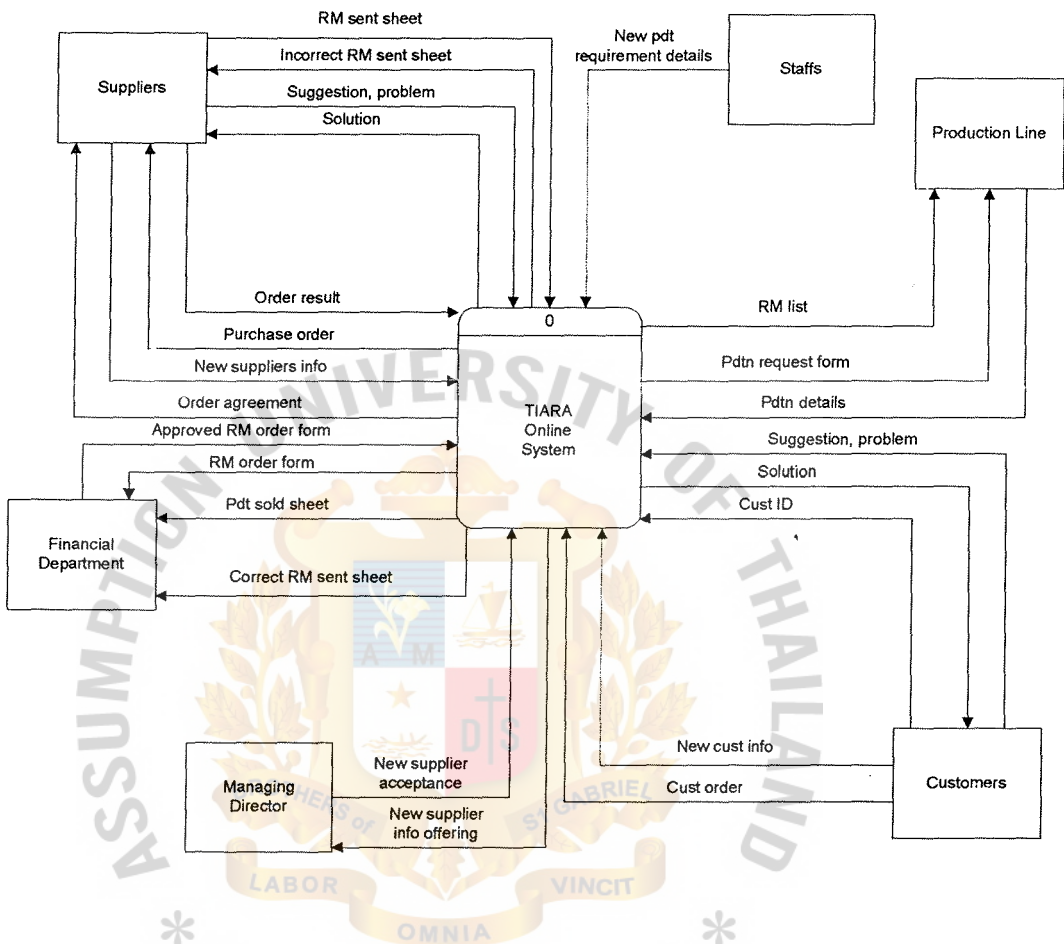 RM sent sheet
Incorrect RM sent sheet
Suggestion, problem
Solution
Suppliers
New pdt
requirement details
Staffs
Production Line
Order result
Purchase order
New suppliers info
Order agreement
Approved RM order form
RM order form
Pdt sold sheet
Correct RM sent sheet
Financial
Department
0
TIARA
Online
System
RM list
Pdtn request form
Pdtn details
Suggestion, problem
Solution
Cust ID
Managing
Director
New supplier
acceptance
New supplier
info offering
New cust info
Cust order
Customers
ASSUMPTION UNIVERSITY OF THAILAND
A M
D S
BROTHERS of
ST GABRIEL
LABOR
OMNIA
VINCIT